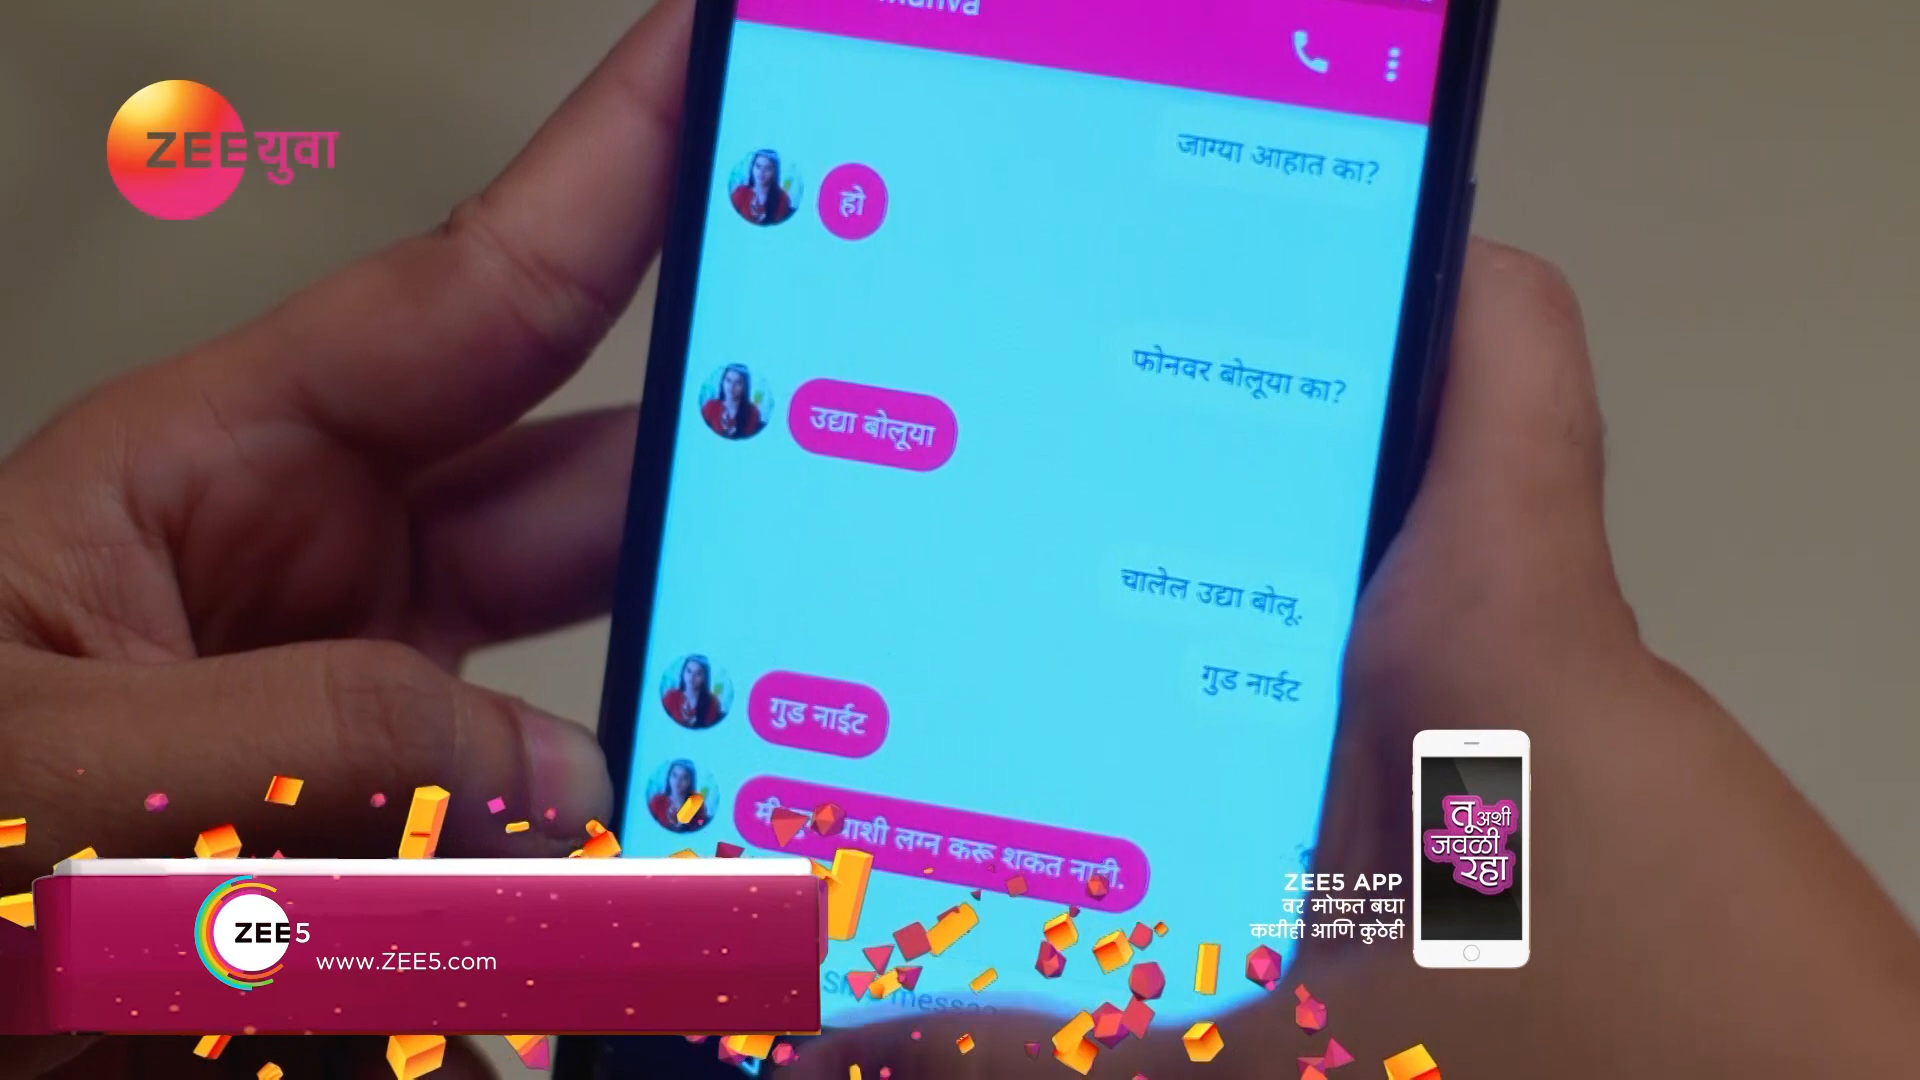 ZEE युवा
जाग्या आहात का?
हो
फोनवर बोलूया का?
उद्या बोलूया
चालेल उद्या बोलू.
गुड नाईट
गुड नाईट
मी लग्न करू शकत नाही.
ZEE5
www.ZEE5.com
ZEE5 APP
वर मोफत बघा
कधीही आणि कुठेही
तू अशी
जवळी
रहा